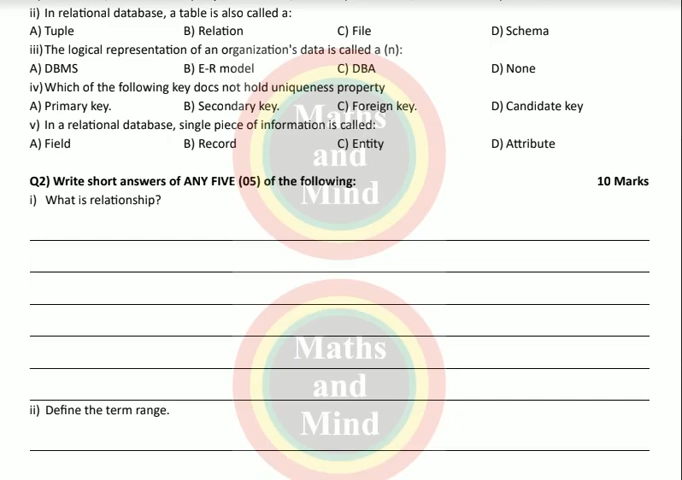 ii) In relational database, a table is also called a:
A) Tuple B) Relation C) File D) Schema
iii)The logical representation of an organization's data is called a (n):
A) DBMS B) E-R model C) DBA D) None
iv)Which of the following key docs not hold uniqueness property
A) Primary key. B) Secondary key. C) Foreign key. D) Candidate key
v) In a relational database, single piece of information is called:
A) Field B) Record C) Entity D) Attribute
Maths
and
Mind
Q2) Write short answers of ANY FIVE (05) of the following: 10 Marks
i) What is relationship?
Maths
and
Mind
ii) Define the term range.